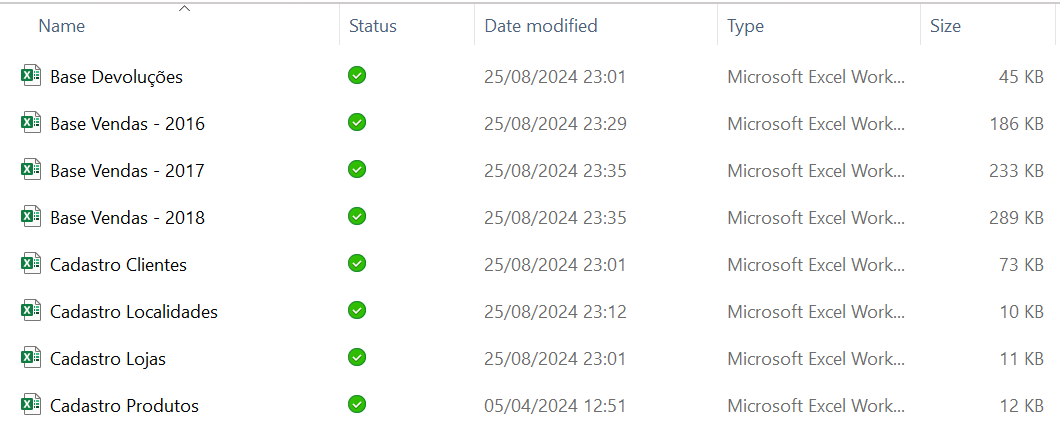 Name Status Date modified Type Size
Base Devoluções 25/08/2024 23:01 Microsoft Excel Work... 45 KB
Base Vendas - 2016 25/08/2024 23:29 Microsoft Excel Work... 186 KB
Base Vendas - 2017 25/08/2024 23:35 Microsoft Excel Work... 233 KB
Base Vendas - 2018 25/08/2024 23:35 Microsoft Excel Work... 289 KB
Cadastro Clientes 25/08/2024 23:01 Microsoft Excel Work... 73 KB
Cadastro Localidades 25/08/2024 23:12 Microsoft Excel Work... 10 KB
Cadastro Lojas 25/08/2024 23:01 Microsoft Excel Work... 11 KB
Cadastro Produtos 05/04/2024 12:51 Microsoft Excel Work... 12 KB